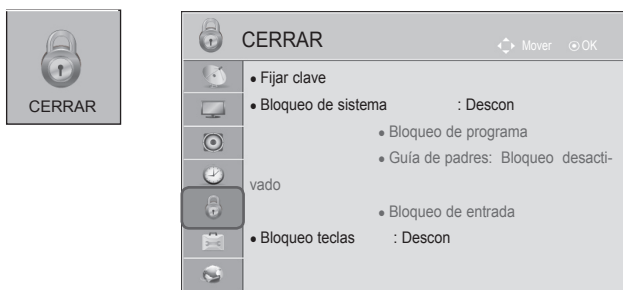 CERRAR
CERRAR
Mover OK
• Fijar clave
• Bloqueo de sistema : Descon
• Bloqueo de programa
• Guía de padres: Bloqueo desacti-
vado
• Bloqueo de entrada
• Bloqueo teclas : Descon